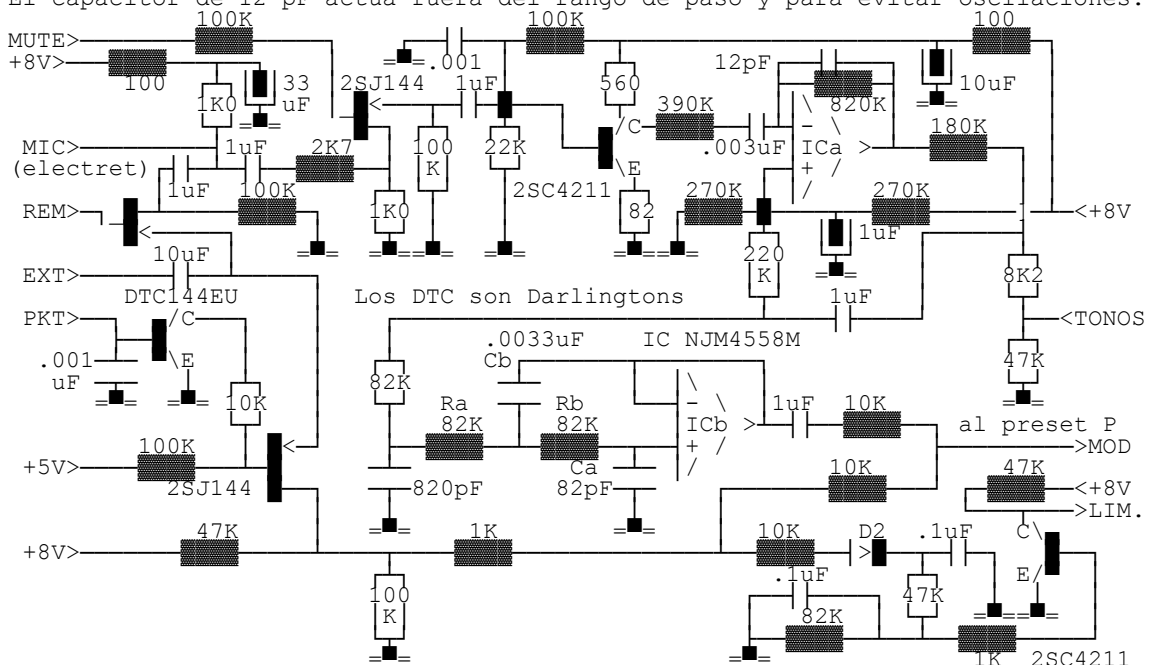 El capacitor de 12 pF actúa fuera del rango de paso y para evitar oscilaciones.
100K 100K 100
MUTE>
+8V>
.001
100 33 uF 2SJ144 1uF 560 12pF 10uF
1K0 390K 820K
/C - \ 180K
MIC> 1uF 2K7 100 K 22K .003uF ICa >
(electret) \E + /
1uF 100K 2SC4211 270K / 270K
REM> 1K0 82 <+8V
1uF
10uF 220 K
EXT> 8K2
DTC144EU Los DTC son Darlingtons 1uF
PKT> /C <TONOS
.0033uF IC NJM4558M
.001 uF \E Cb 47K
82K \
10K Ra Rb - \ 1uF 10K
82K 82K ICb > al preset P
100K + / >MOD
+5V> Ca / 10K 47K
2SJ144 820pF 82pF <+8V
>LIM.
47K 1K 10K D2 .1uF C\
+8V>
.1uF E/
100 K 47K
82K
1K 2SC4211